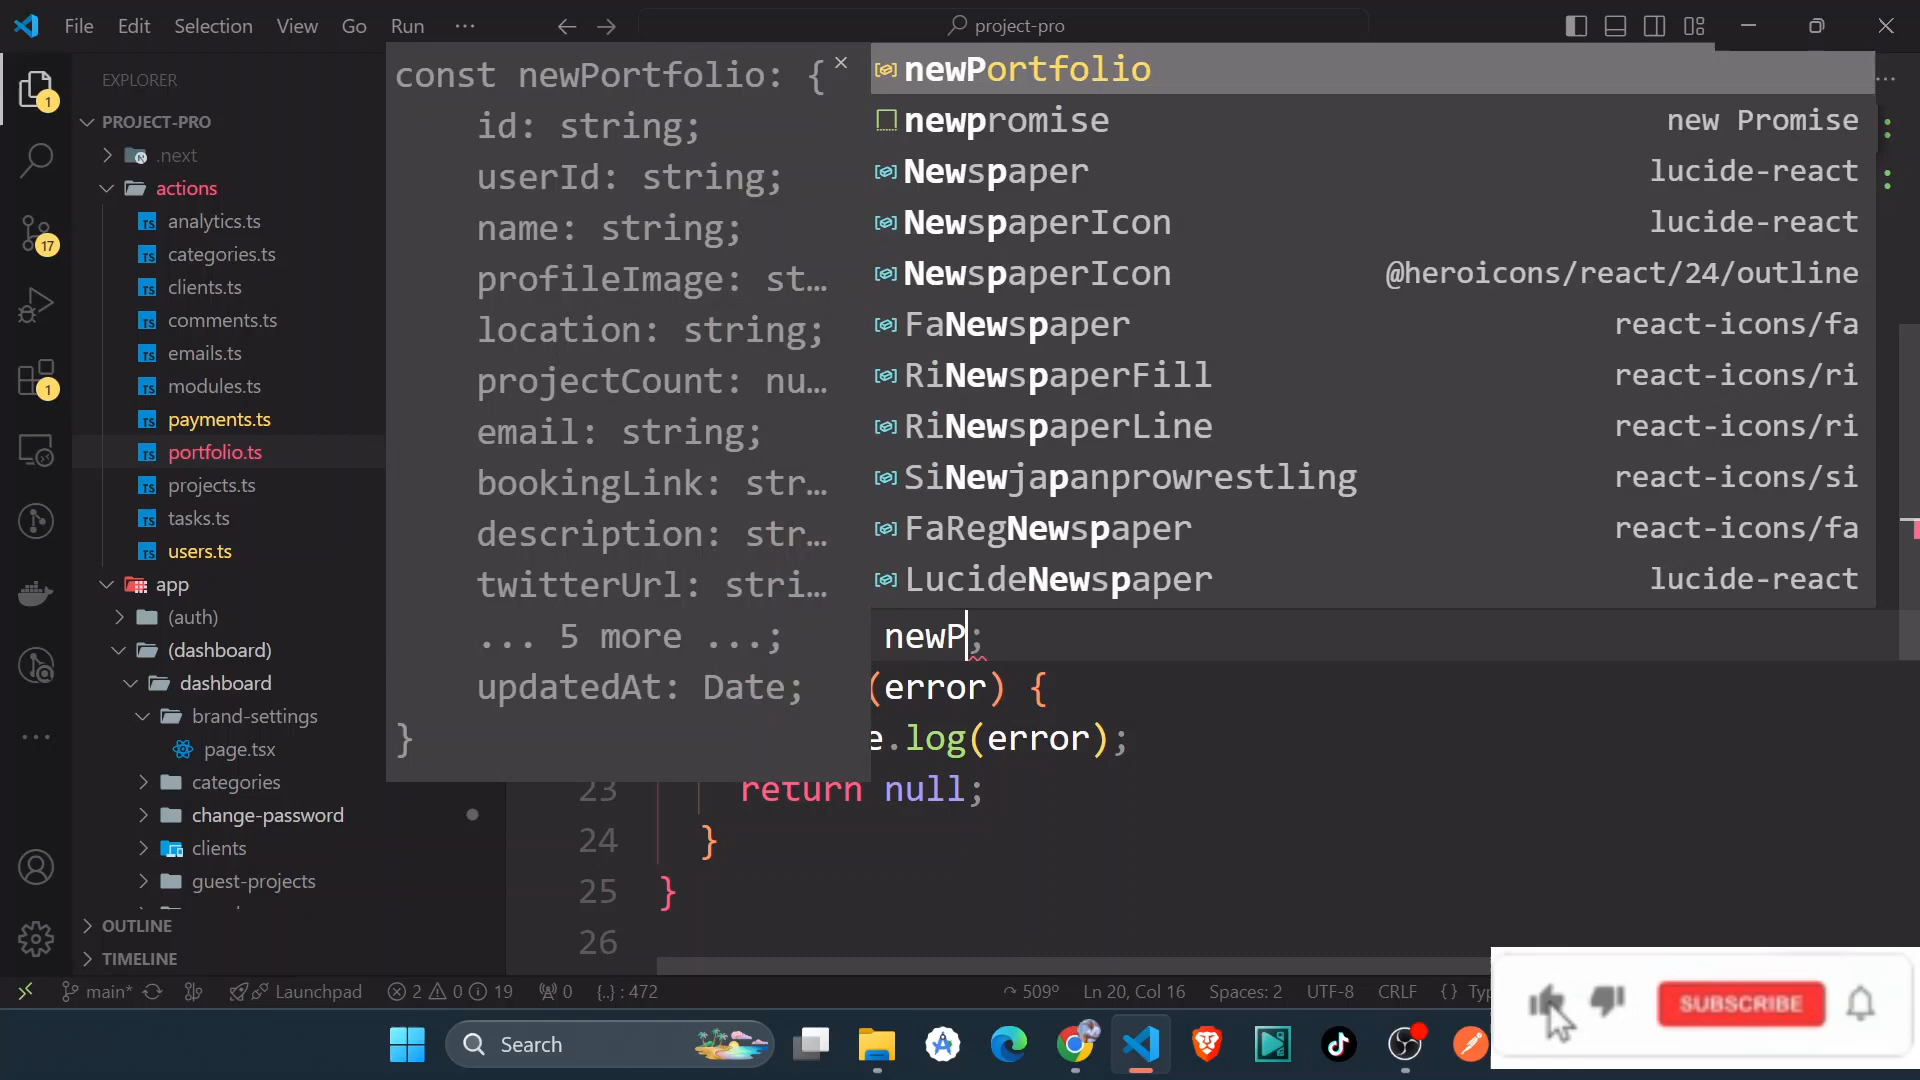 File Edit Selection View Go Run ...
project-pro
EXPLORER
PROJECT-PRO
.next
actions
analytics.ts
categories.ts
clients.ts
comments.ts
emails.ts
modules.ts
payments.ts
portfolio.ts
projects.ts
tasks.ts
users.ts
app
(auth)
(dashboard)
dashboard
brand-settings
page.tsx
categories
change-password
clients
guest-projects
OUTLINE
TIMELINE
1
17
1
const newPortfolio: {
id: string;
userId: string;
name: string;
profileImage: st...
location: string;
projectCount: nu...
email: string;
bookingLink: str...
description: str...
twitterUrl: stri...
... 5 more ...;
updatedAt: Date;
}
newPortfolio
newpromise new Promise
Newspaper lucide-react
NewspaperIcon lucide-react
NewspaperIcon @heroicons/react/24/outline
FaNewspaper react-icons/fa
RiNewspaperFill react-icons/ri
RiNewspaperLine react-icons/ri
SiNewjapanprowrestling react-icons/si
FaRegNewspaper react-icons/fa
LucideNewspaper lucide-react
newP;
(error) {
e.log(error);
23 return null;
24 }
25 }
26
main* Launchpad 2 0 19 0 {..} : 472 509º Ln 20, Col 16 Spaces: 2 UTF-8 CRLF {} Ty
Search
SUBSCRIBE